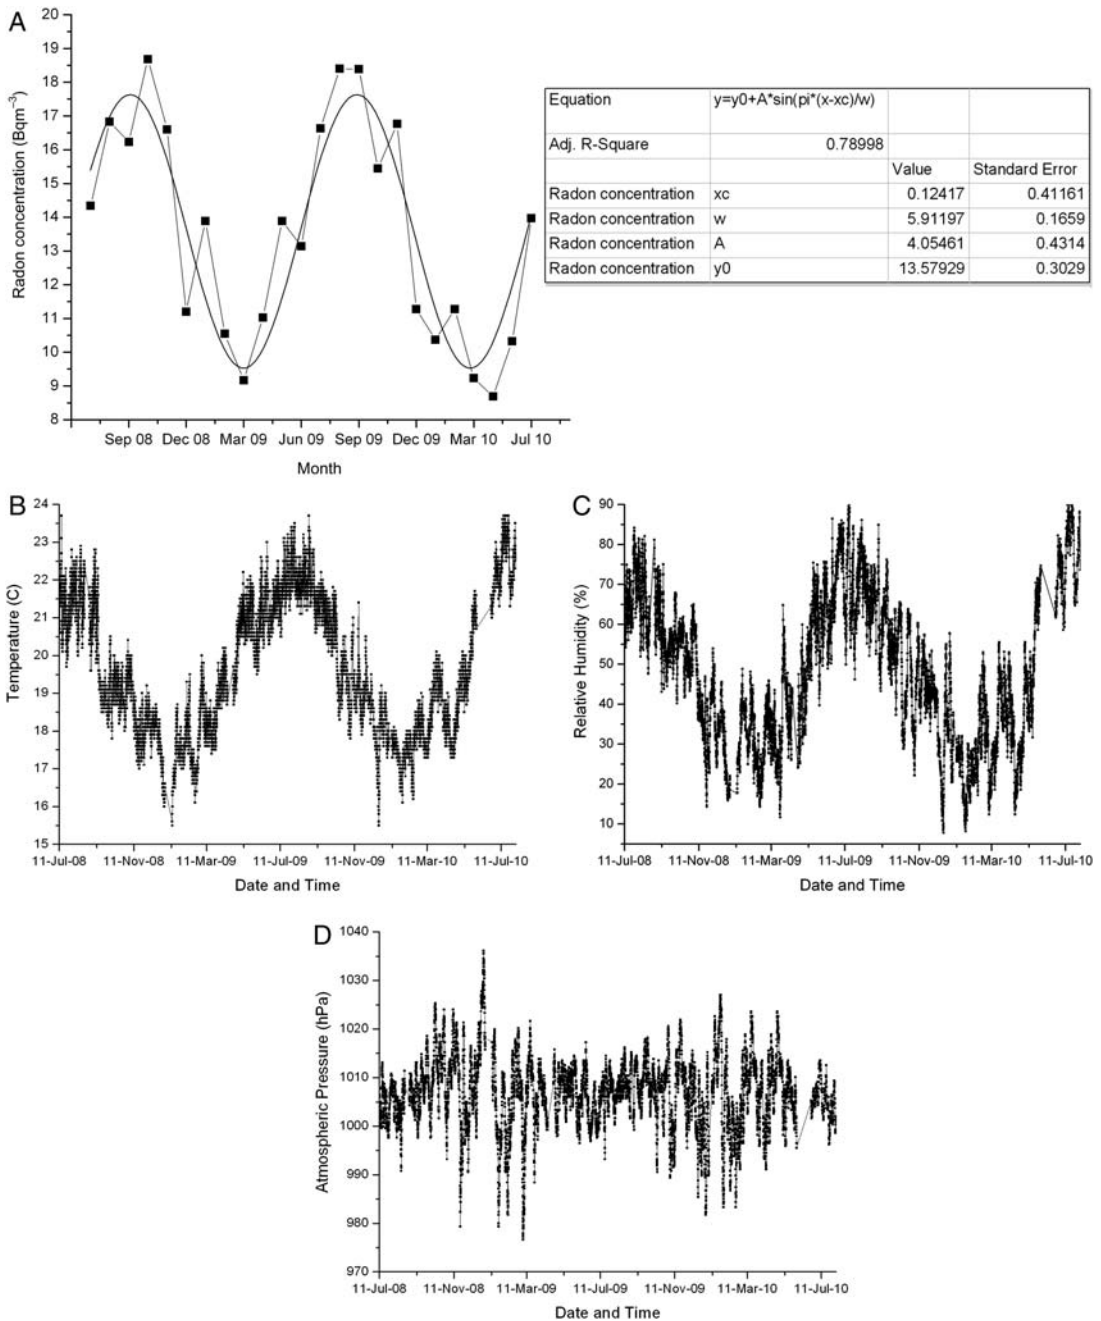 A
20
19
18
17
16
15
14
13
12
11
10
9
8
Radon concentration (Bqm⁻³)
Sep 08 Dec 08 Mar 09 Jun 09 Sep 09 Dec 09 Mar 10 Jul 10
Month
Equation y=y0+A*sin(pi*(x-xc)/w)
Adj. R-Square 0.78998
Value Standard Error
Radon concentration xc 0.12417 0.41161
Radon concentration w 5.91197 0.1659
Radon concentration A 4.05461 0.4314
Radon concentration y0 13.57929 0.3029
B
24
23
22
21
20
19
18
17
16
15
Temperature (C)
11-Jul-08 11-Nov-08 11-Mar-09 11-Jul-09 11-Nov-09 11-Mar-10 11-Jul-10
Date and Time
C
90
80
70
60
50
40
30
20
10
Relative Humidity (%)
11-Jul-08 11-Nov-08 11-Mar-09 11-Jul-09 11-Nov-09 11-Mar-10 11-Jul-10
Date and Time
D
1040
1030
1020
1010
1000
990
980
970
Atmospheric Pressure (hPa)
11-Jul-08 11-Nov-08 11-Mar-09 11-Jul-09 11-Nov-09 11-Mar-10 11-Jul-10
Date and Time